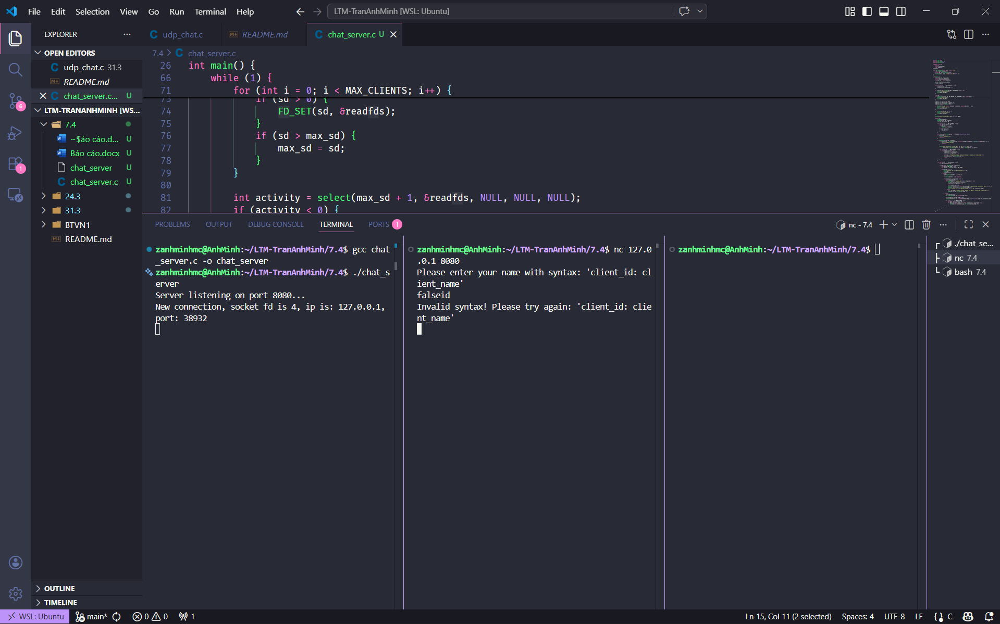 File Edit Selection View Go Run Terminal Help
LTM-TranAnhMinh [WSL: Ubuntu]
EXPLORER
OPEN EDITORS
udp_chat.c 31.3
README.md
chat_server.c... U
LTM-TRANANHMINH [WS...
7.4
~$áo cáo.d... U
Báo cáo.docx U
chat_server U
chat_server.c U
24.3
31.3
BTVN1
README.md
OUTLINE
TIMELINE
6
1
udp_chat.c
README.md
chat_server.c U
7.4 > C chat_server.c
26 int main() {
66 while (1) {
71 for (int i = 0; i < MAX_CLIENTS; i++) {
73 if (sd > 0) {
74 FD_SET(sd, &readfds);
75 }
76 if (sd > max_sd) {
77 max_sd = sd;
78 }
79 }
80
81 int activity = select(max_sd + 1, &readfds, NULL, NULL, NULL);
82 if (activity < 0) {
PROBLEMS OUTPUT DEBUG CONSOLE TERMINAL PORTS 1
nc - 7.4
zanhminhmc@AnhMinh:~/LTM-TranAnhMinh/7.4$ gcc chat
_server.c -o chat_server
zanhminhmc@AnhMinh:~/LTM-TranAnhMinh/7.4$ ./chat_s
erver
Server listening on port 8080...
New connection, socket fd is 4, ip is: 127.0.0.1,
port: 38932
zanhminhmc@AnhMinh:~/LTM-TranAnhMinh/7.4$ nc 127.0
.0.1 8080
Please enter your name with syntax: 'client_id: cl
ient_name'
falseid
Invalid syntax! Please try again: 'client_id: clie
nt_name'
zanhminhmc@AnhMinh:~/LTM-TranAnhMinh/7.4$
./chat_se...
nc 7.4
bash 7.4
WSL: Ubuntu main* 0 0 1
Ln 15, Col 11 (2 selected) Spaces: 4 UTF-8 LF {} C